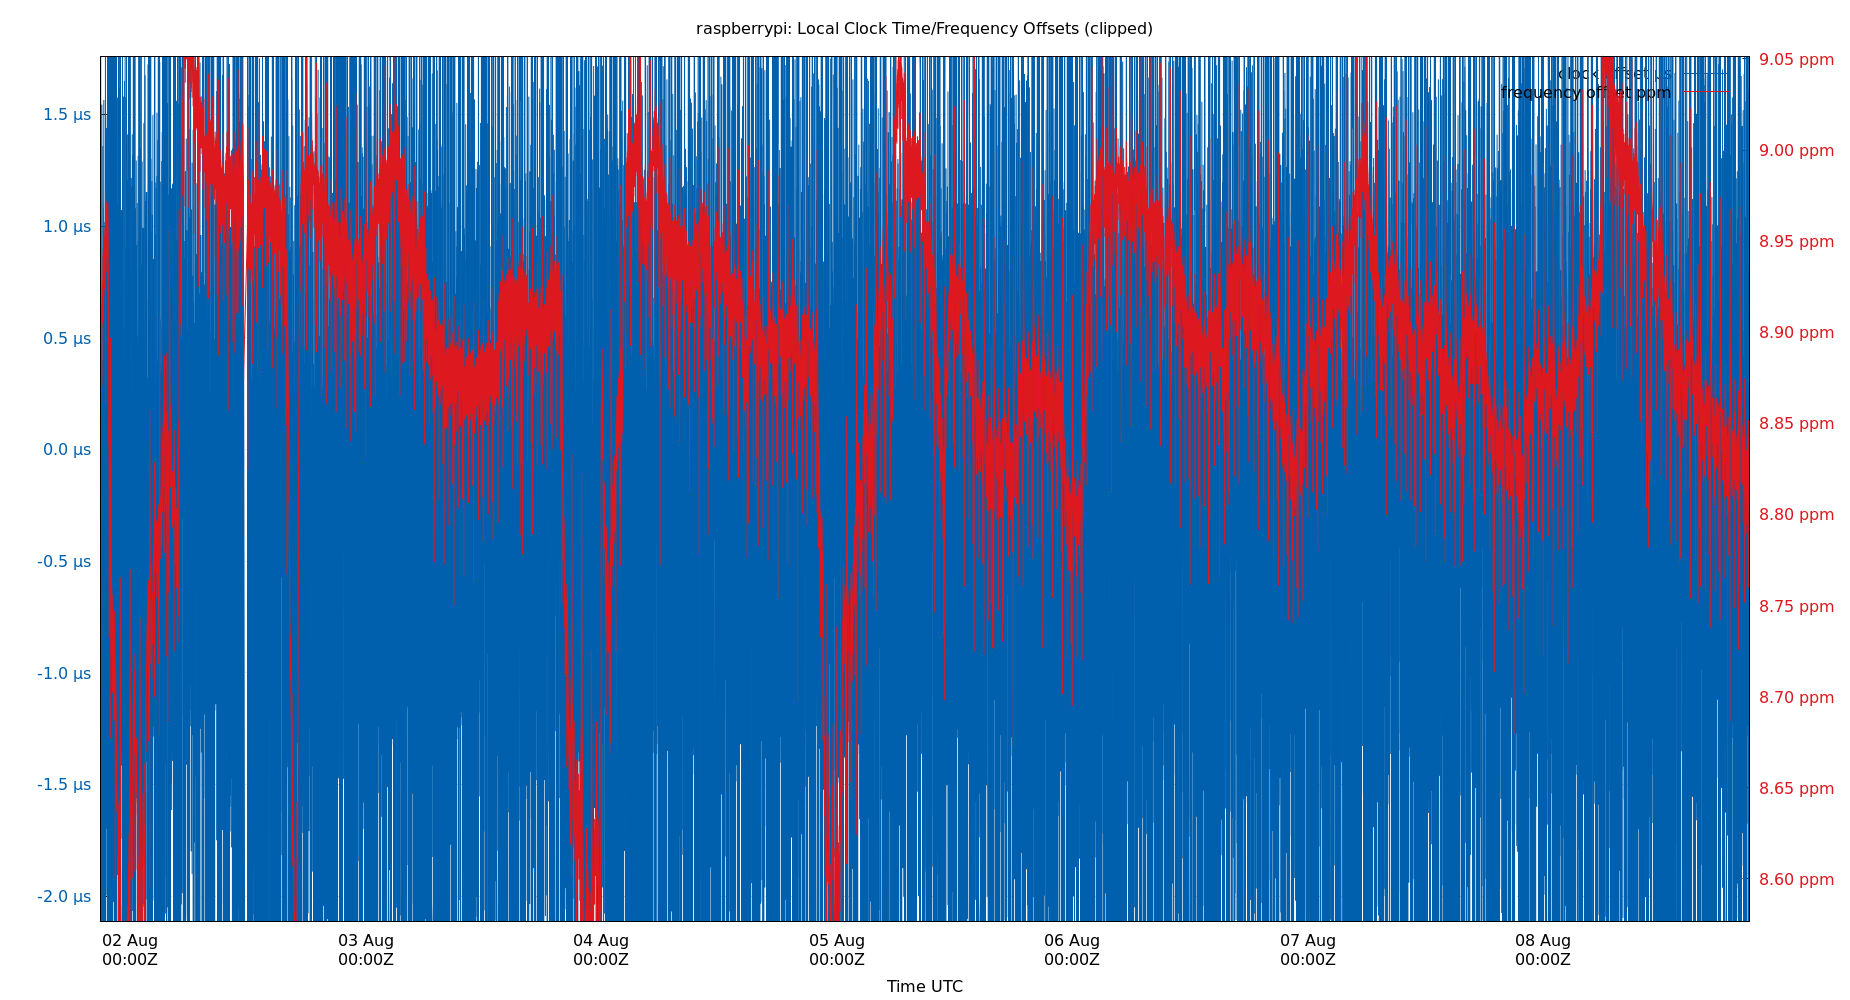 raspberrypi: Local Clock Time/Frequency Offsets (clipped)
9.05 ppm
clock offset µs
frequency offset ppm
1.5 µs
9.00 ppm
1.0 µs
8.95 ppm
0.5 µs
8.90 ppm
0.0 µs
8.85 ppm
8.80 ppm
-0.5 µs
8.75 ppm
-1.0 µs
8.70 ppm
-1.5 µs
8.65 ppm
-2.0 µs
8.60 ppm
02 Aug 03 Aug 04 Aug 05 Aug 06 Aug 07 Aug 08 Aug
00:00Z 00:00Z 00:00Z 00:00Z 00:00Z 00:00Z 00:00Z
Time UTC